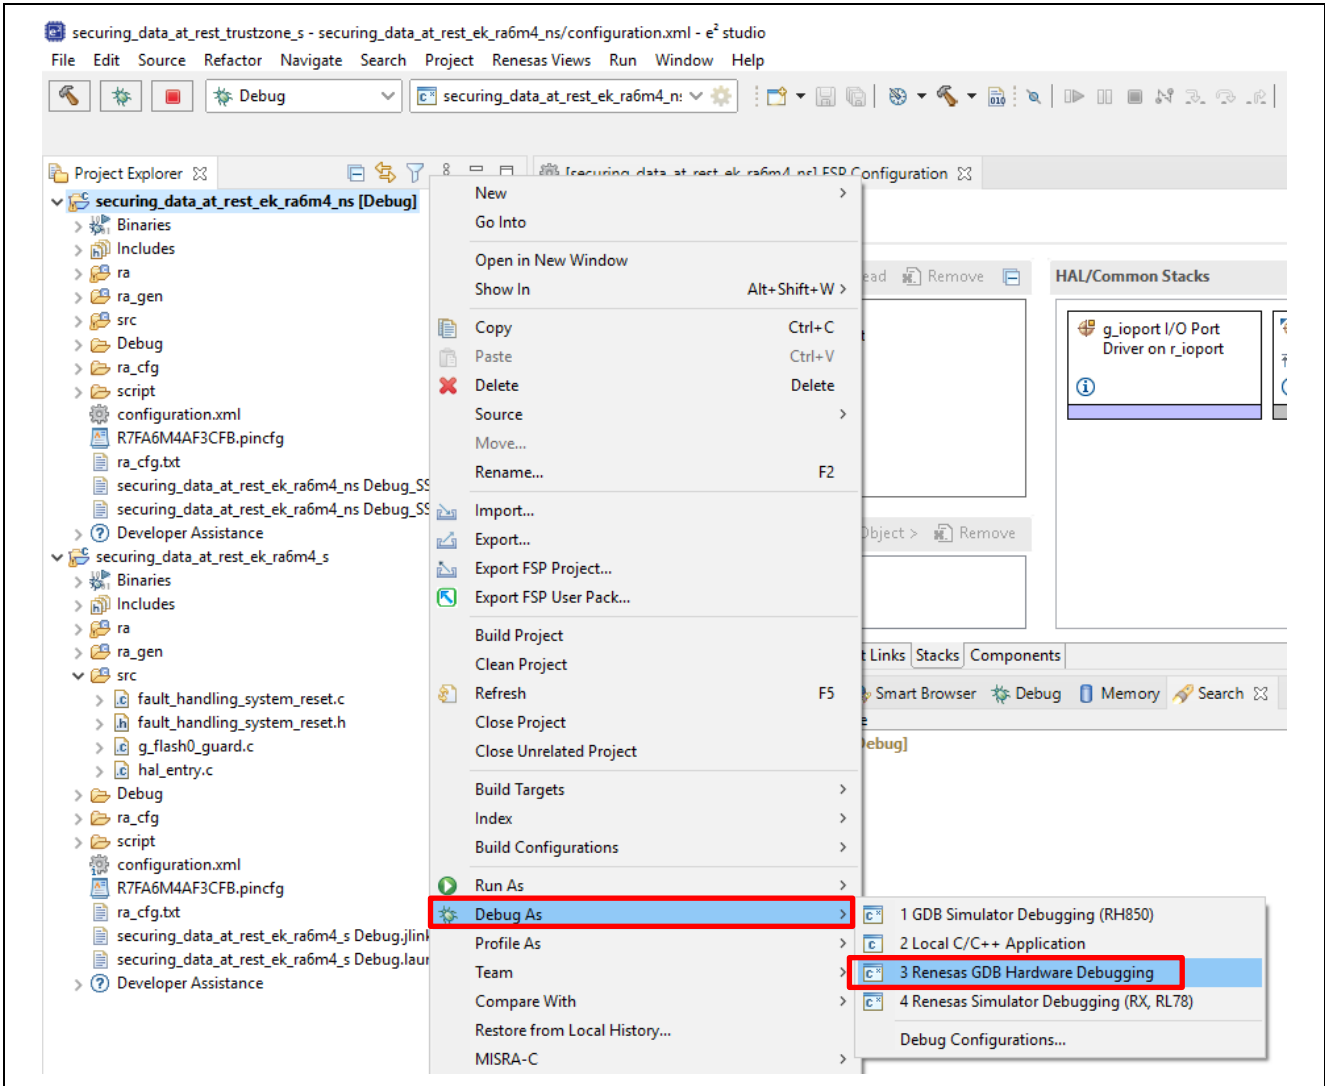 securing_data_at_rest_trustzone_s - securing_data_at_rest_ek_ra6m4_ns/configuration.xml - e² studio
File Edit Source Refactor Navigate Search Project Renesas Views Run Window Help
Debug securing_data_at_rest_ek_ra6m4_n:
Project Explorer
[securing_data_at_rest_ek_ra6m4_ns] FSP Configuration
securing_data_at_rest_ek_ra6m4_ns [Debug]
Binaries
Includes
ra
ra_gen
src
Debug
ra_cfg
script
configuration.xml
R7FA6M4AF3CFB.pincfg
ra_cfg.txt
securing_data_at_rest_ek_ra6m4_ns Debug_SS
securing_data_at_rest_ek_ra6m4_ns Debug_SS
Developer Assistance
securing_data_at_rest_ek_ra6m4_s
Binaries
Includes
ra
ra_gen
src
fault_handling_system_reset.c
fault_handling_system_reset.h
g_flash0_guard.c
hal_entry.c
Debug
ra_cfg
script
configuration.xml
R7FA6M4AF3CFB.pincfg
ra_cfg.txt
securing_data_at_rest_ek_ra6m4_s Debug.jlink
securing_data_at_rest_ek_ra6m4_s Debug.laun
Developer Assistance
New
Go Into
Open in New Window
Show In Alt+Shift+W >
Copy Ctrl+C
Paste Ctrl+V
Delete Delete
Source
Move...
Rename... F2
Import...
Export...
Export FSP Project...
Export FSP User Pack...
Build Project
Clean Project
Refresh F5
Close Project
Close Unrelated Project
Build Targets
Index
Build Configurations
Run As
Debug As
Profile As
Team
Compare With
Restore from Local History...
MISRA-C
1 GDB Simulator Debugging (RH850)
2 Local C/C++ Application
3 Renesas GDB Hardware Debugging
4 Renesas Simulator Debugging (RX, RL78)
Debug Configurations...
ead Remove
HAL/Common Stacks
g_ioport I/O Port
Driver on r_ioport
Object > Remove
t Links Stacks Components
Smart Browser Debug Memory Search
ebug]